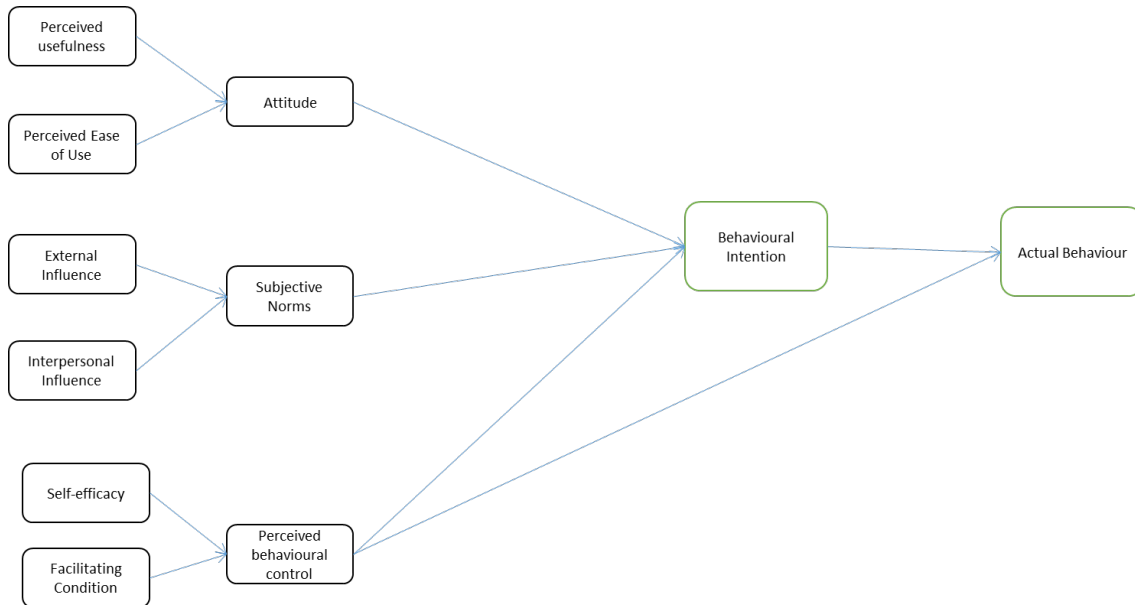 Perceived
usefulness
Attitude
Perceived Ease
of Use
External
Influence
Subjective
Norms
Interpersonal
Influence
Behavioural
Intention
Actual Behaviour
Self-efficacy
Perceived
behavioural
control
Facilitating
Condition